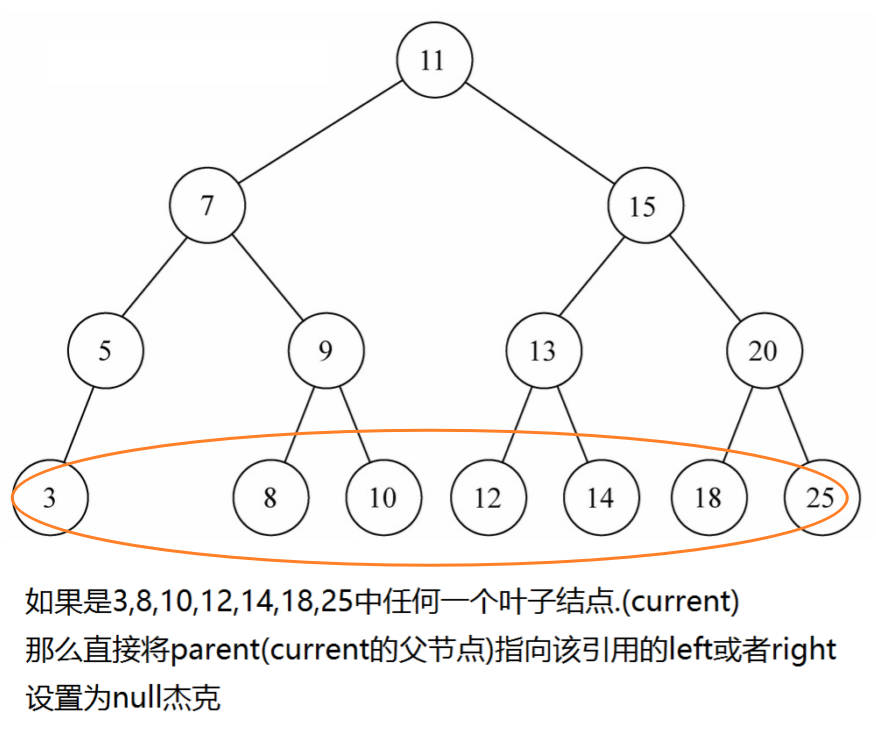 11
7 15
5 9 13 20
3 8 10 12 14 18 25
如果是3,8,10,12,14,18,25中任何一个叶子结点.(current)
那么直接将parent(current的父节点)指向该引用的left或者right
设置为null杰克